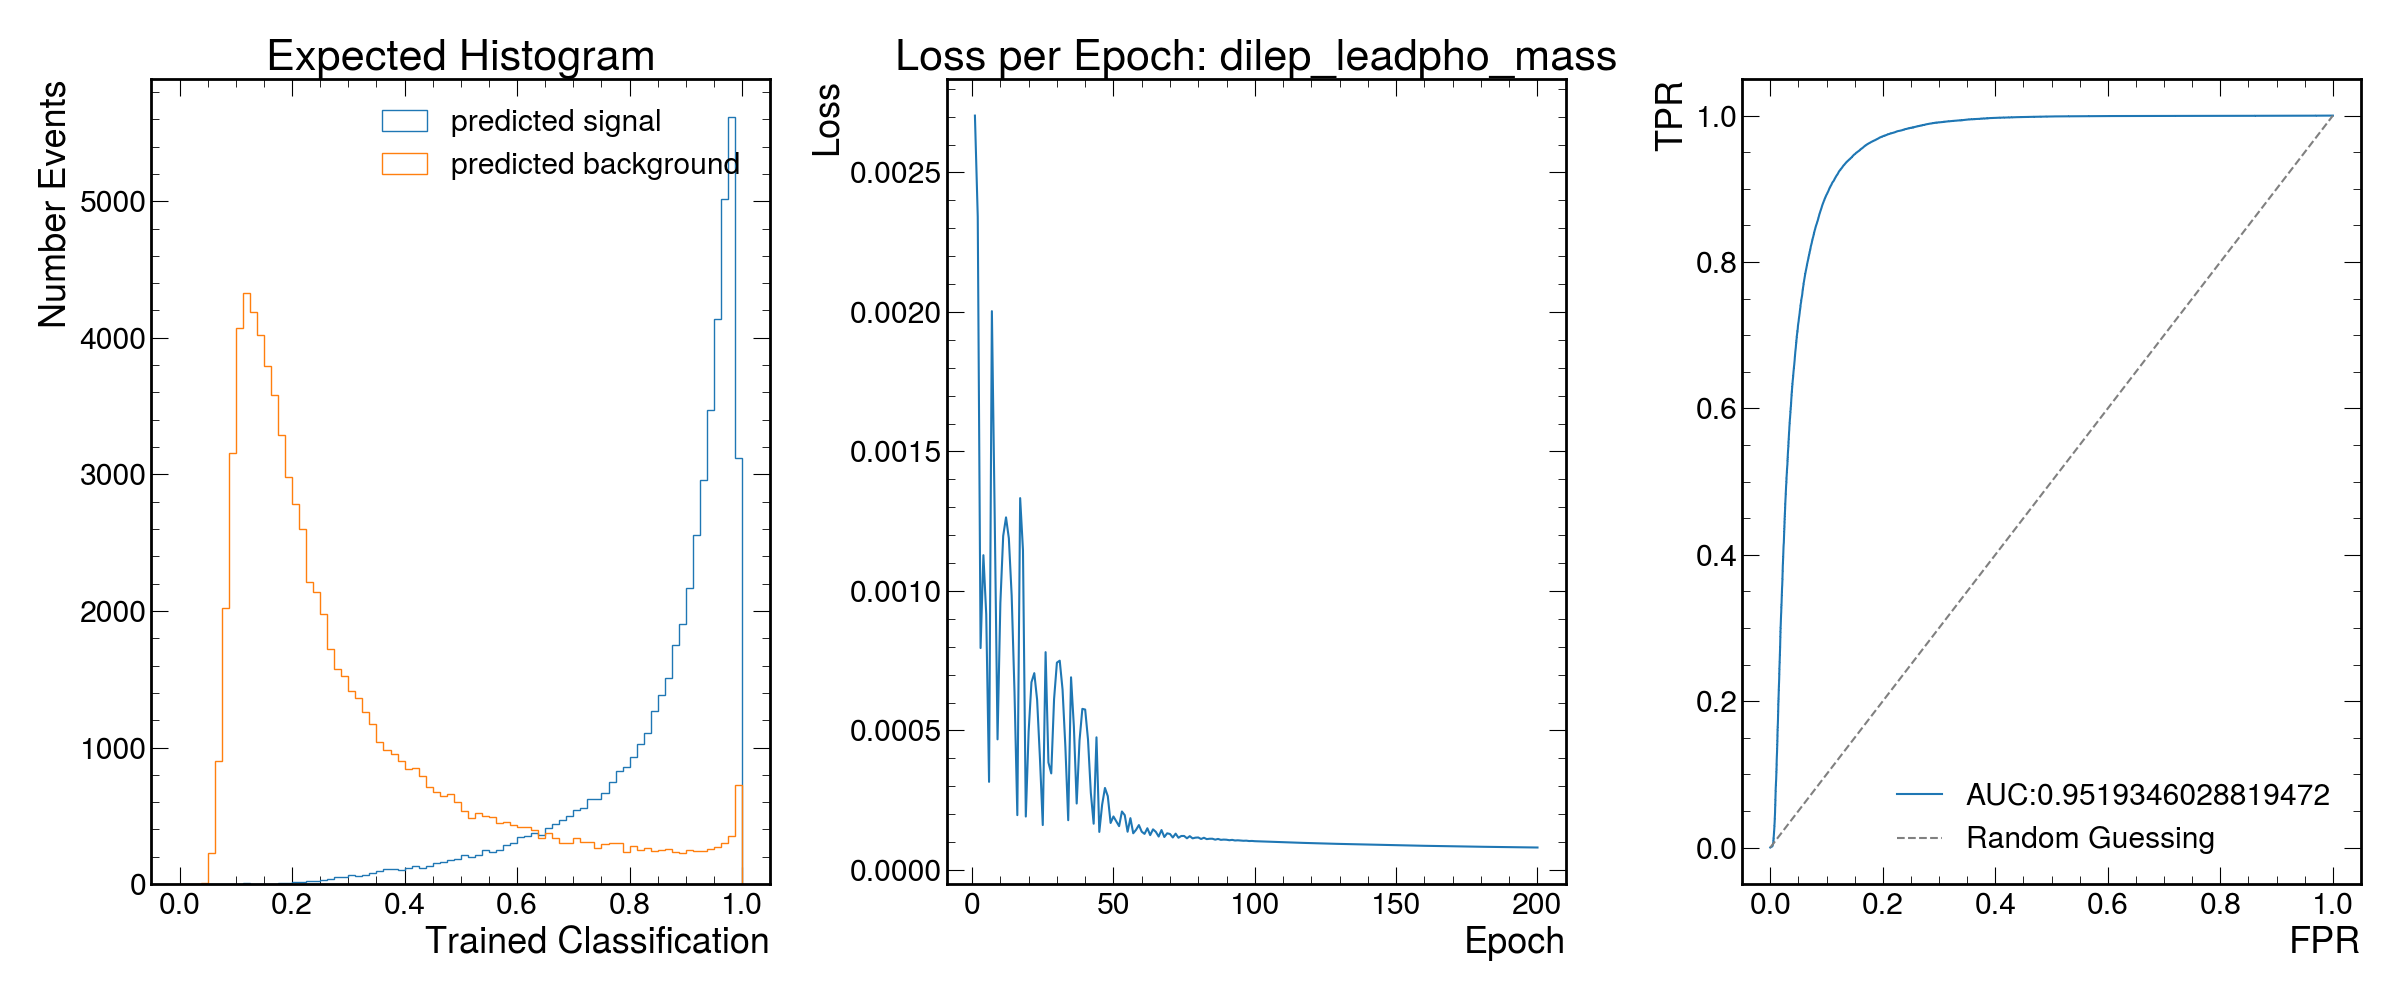 Expected Histogram
Number Events
predicted signal
predicted background
5000
4000
3000
2000
1000
0
0.0 0.2 0.4 0.6 0.8 1.0
Trained Classification
Loss per Epoch: dilep_leadpho_mass
Loss
0.0025
0.0020
0.0015
0.0010
0.0005
0.0000
0 50 100 150 200
Epoch
TPR
1.0
0.8
0.6
0.4
0.2
0.0
AUC:0.9519346028819472
Random Guessing
0.0 0.2 0.4 0.6 0.8 1.0
FPR